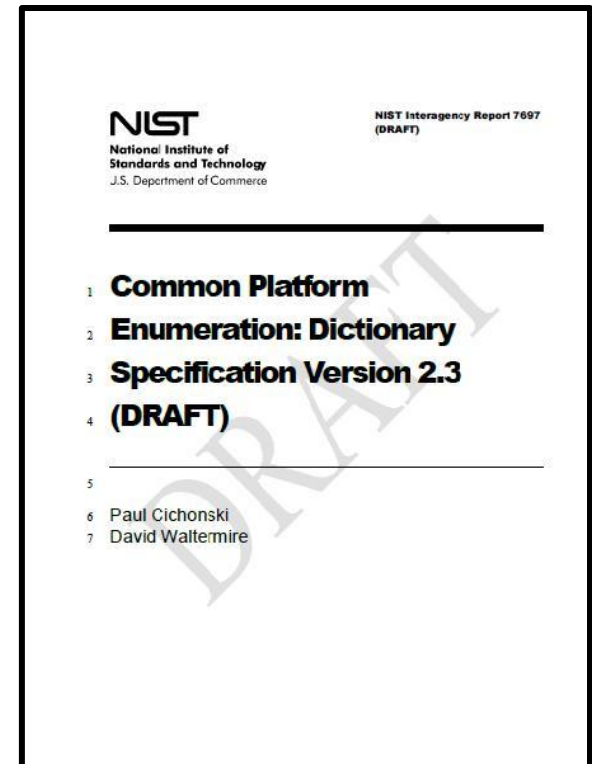 NIST
National Institute of
Standards and Technology
J.S. Department of Commerce
NIST Interagency Report 7697
(DRAFT)
1 Common Platform
2 Enumeration: Dictionary
3 Specification Version 2.3
4 (DRAFT)
5
6 Paul Cichonski
7 David Waltermire
DRAFT